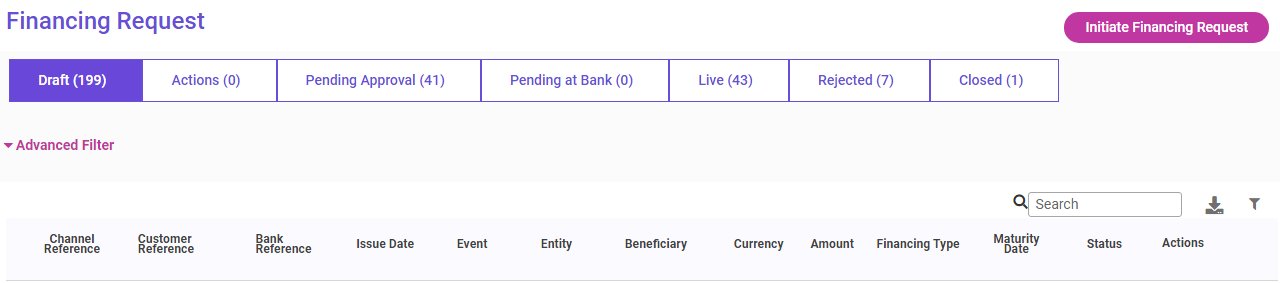 Financing Request
Initiate Financing Request
Draft (199) Actions (0) Pending Approval (41) Pending at Bank (0) Live (43) Rejected (7) Closed (1)
Advanced Filter
Search
Channel Reference Customer Reference Bank Reference Issue Date Event Entity Beneficiary Currency Amount Financing Type Maturity Date Status Actions